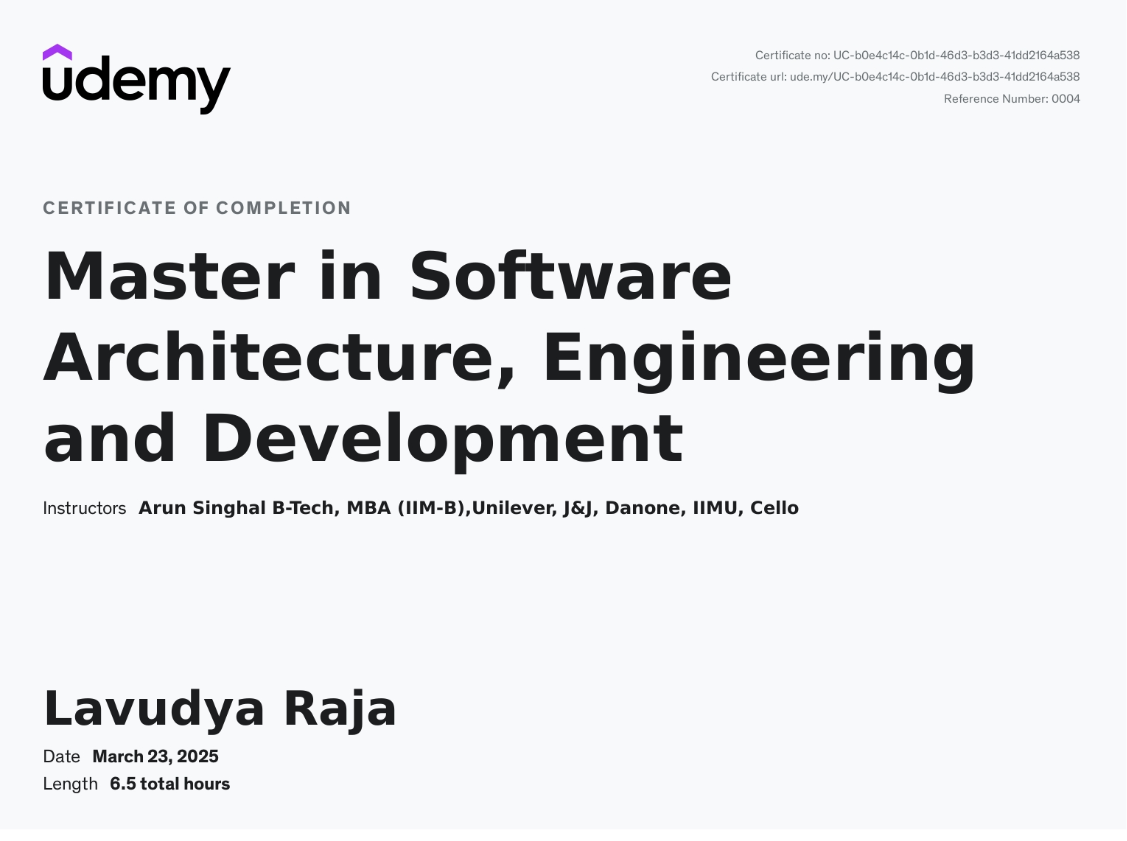 udemy
Certificate no: UC-b0e4c14c-0b1d-46d3-b3d3-41dd2164a538
Certificate url: ude.my/UC-b0e4c14c-0b1d-46d3-b3d3-41dd2164a538
Reference Number: 0004
CERTIFICATE OF COMPLETION
Master in Software
Architecture, Engineering
and Development
Instructors Arun Singhal B-Tech, MBA (IIM-B),Unilever, J&J, Danone, IIMU, Cello
Lavudya Raja
Date March 23, 2025
Length 6.5 total hours